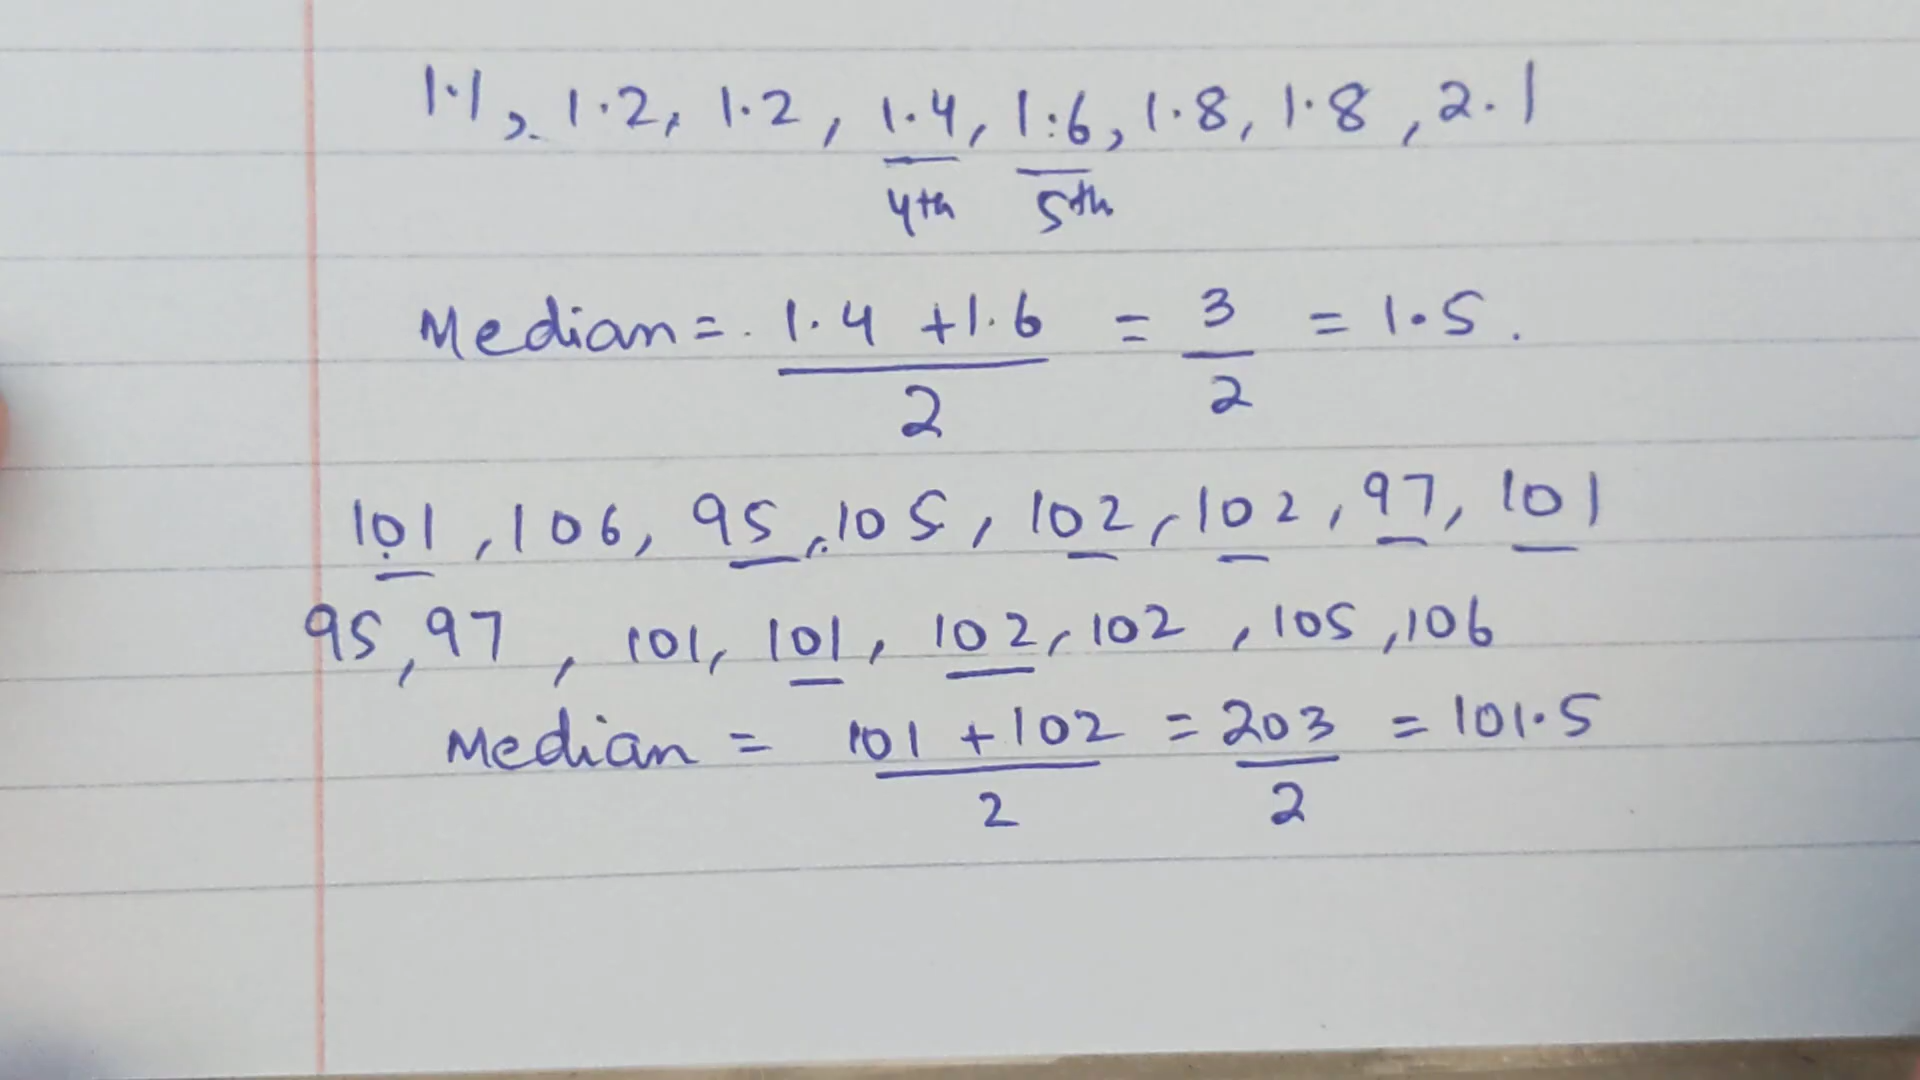 1.1, 1.2, 1.2, 1.4, 1.6, 1.8, 1.8, 2.1
4th 5th
Median = 1.4 + 1.6 / 2 = 3 / 2 = 1.5.
101, 106, 95, 105, 102, 102, 97, 101
95, 97, 101, 101, 102, 102, 105, 106
Median = 101 + 102 / 2 = 203 / 2 = 101.5